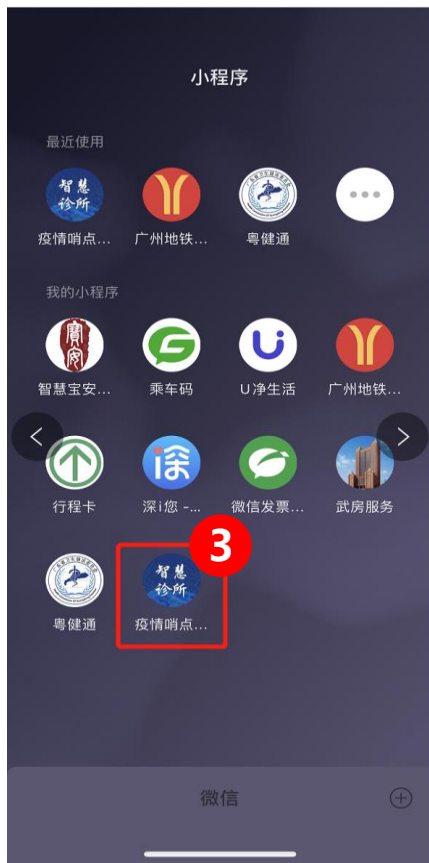 小程序
最近使用
智慧
诊所
疫情哨点...
广州地铁...
粤健通
我的小程序
寶安
智慧宝安...
乘车码
U净生活
广州地铁...
行程卡
深
深i您 -...
微信发票...
武房服务
粤健通
3
智慧
诊所
疫情哨点...
微信